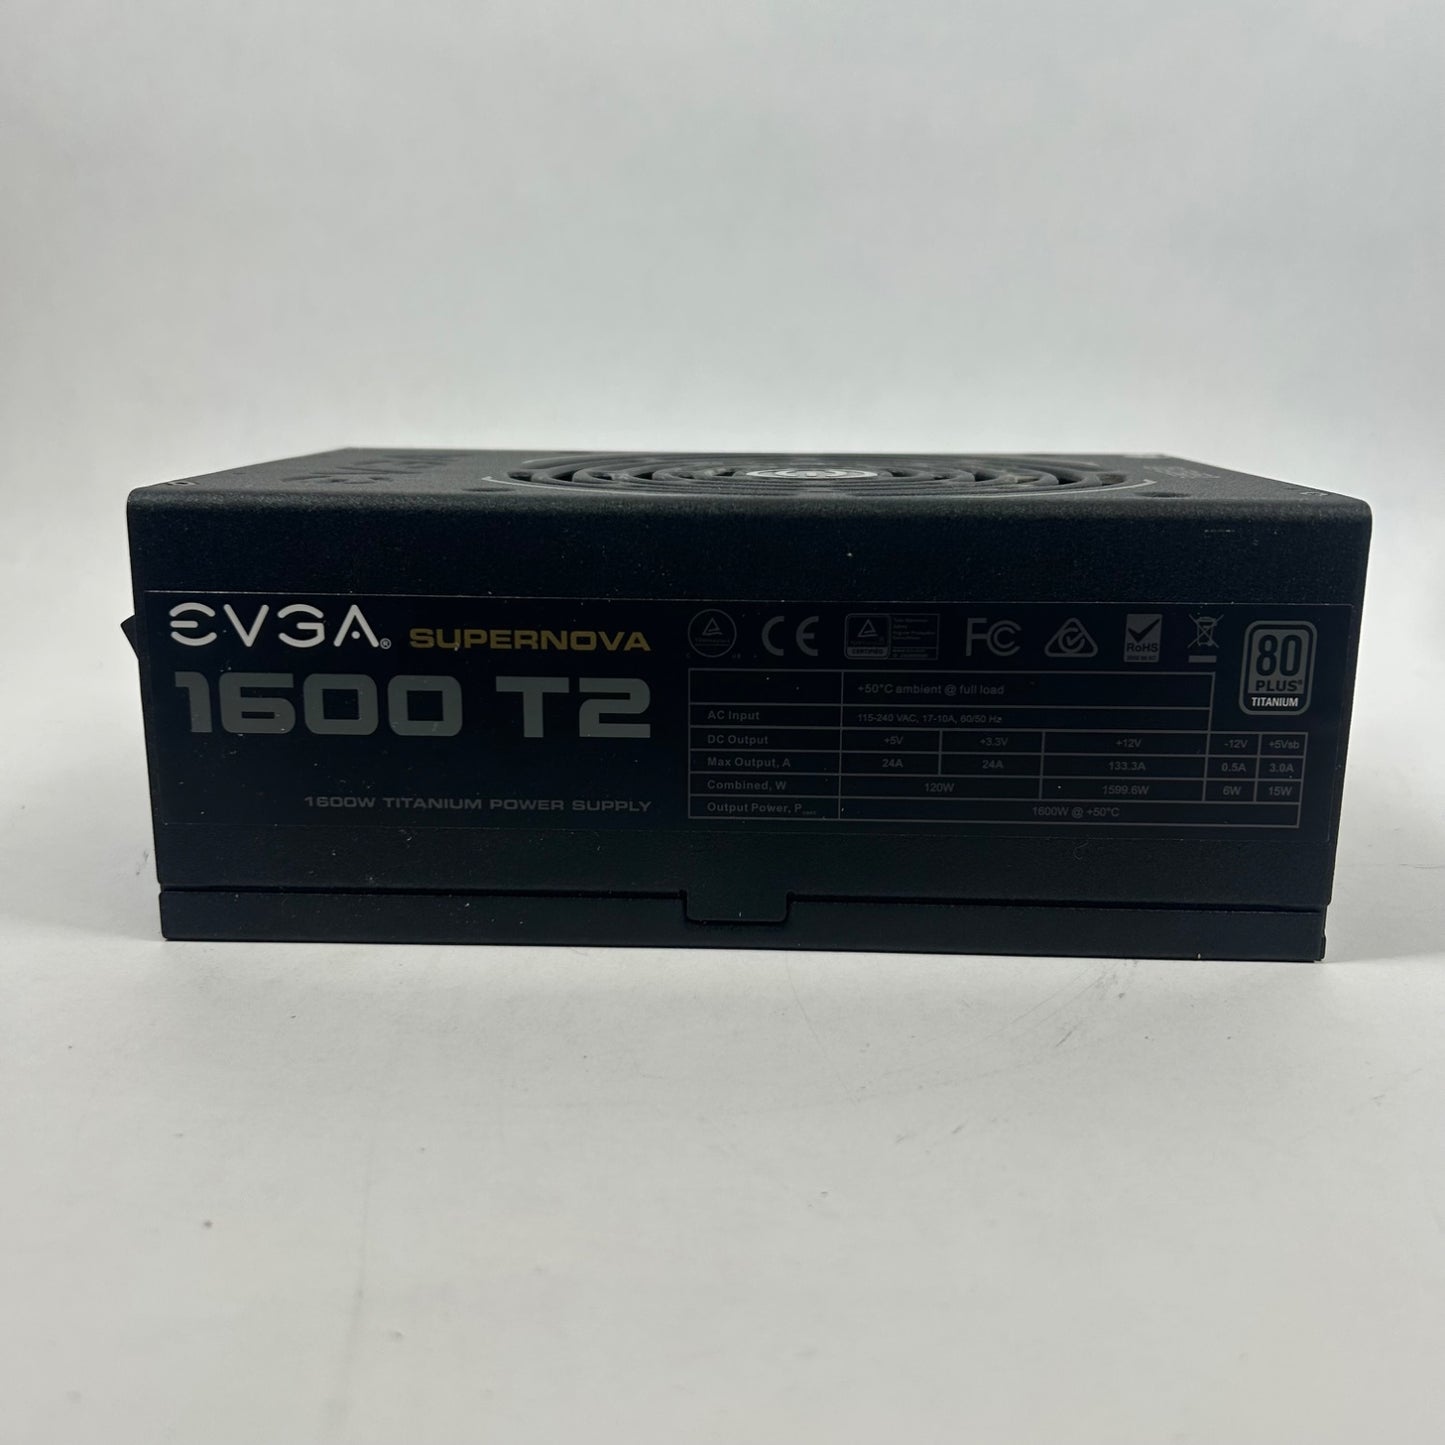 EVGA® SUPERNOVA
1600 T2
1600W TITANIUM POWER SUPPLY
CE
CERTIFIED
FC
RoHS
80
PLUS®
TITANIUM
+50°C ambient @ full load
AC Input 115-240 VAC, 17-10A, 60/50 Hz
DC Output +5V +3.3V +12V -12V +5Vsb
Max Output, A 24A 24A 133.3A 0.5A 3.0A
Combined, W 120W 1599.6W 6W 15W
Output Power, P 1600W @ +50°C